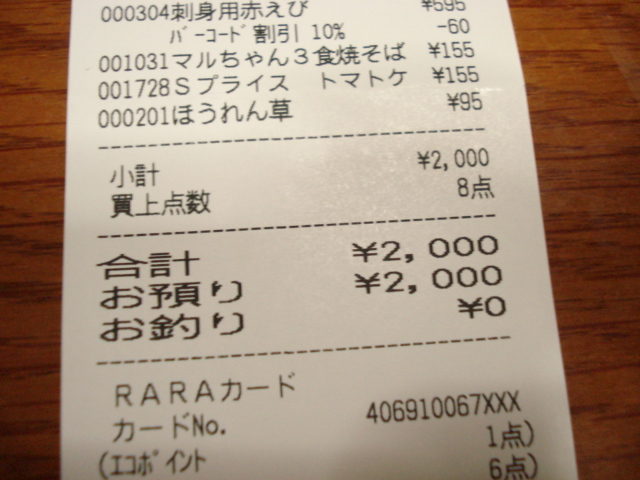 000304刺身用赤えび ¥595
ﾊﾞｰｺｰﾄﾞ割引 10% -60
001031マルちゃん3食焼そば ¥155
001728Sプライス トマトケ ¥155
000201ほうれん草 ¥95
小計 ¥2,000
買上点数 8点
合計 ¥2,000
お預り ¥2,000
お釣り ¥0
RARAカード
カードNo. 406910067XXX
1点)
(ｴｺﾎﾟｲﾝﾄ 6点)